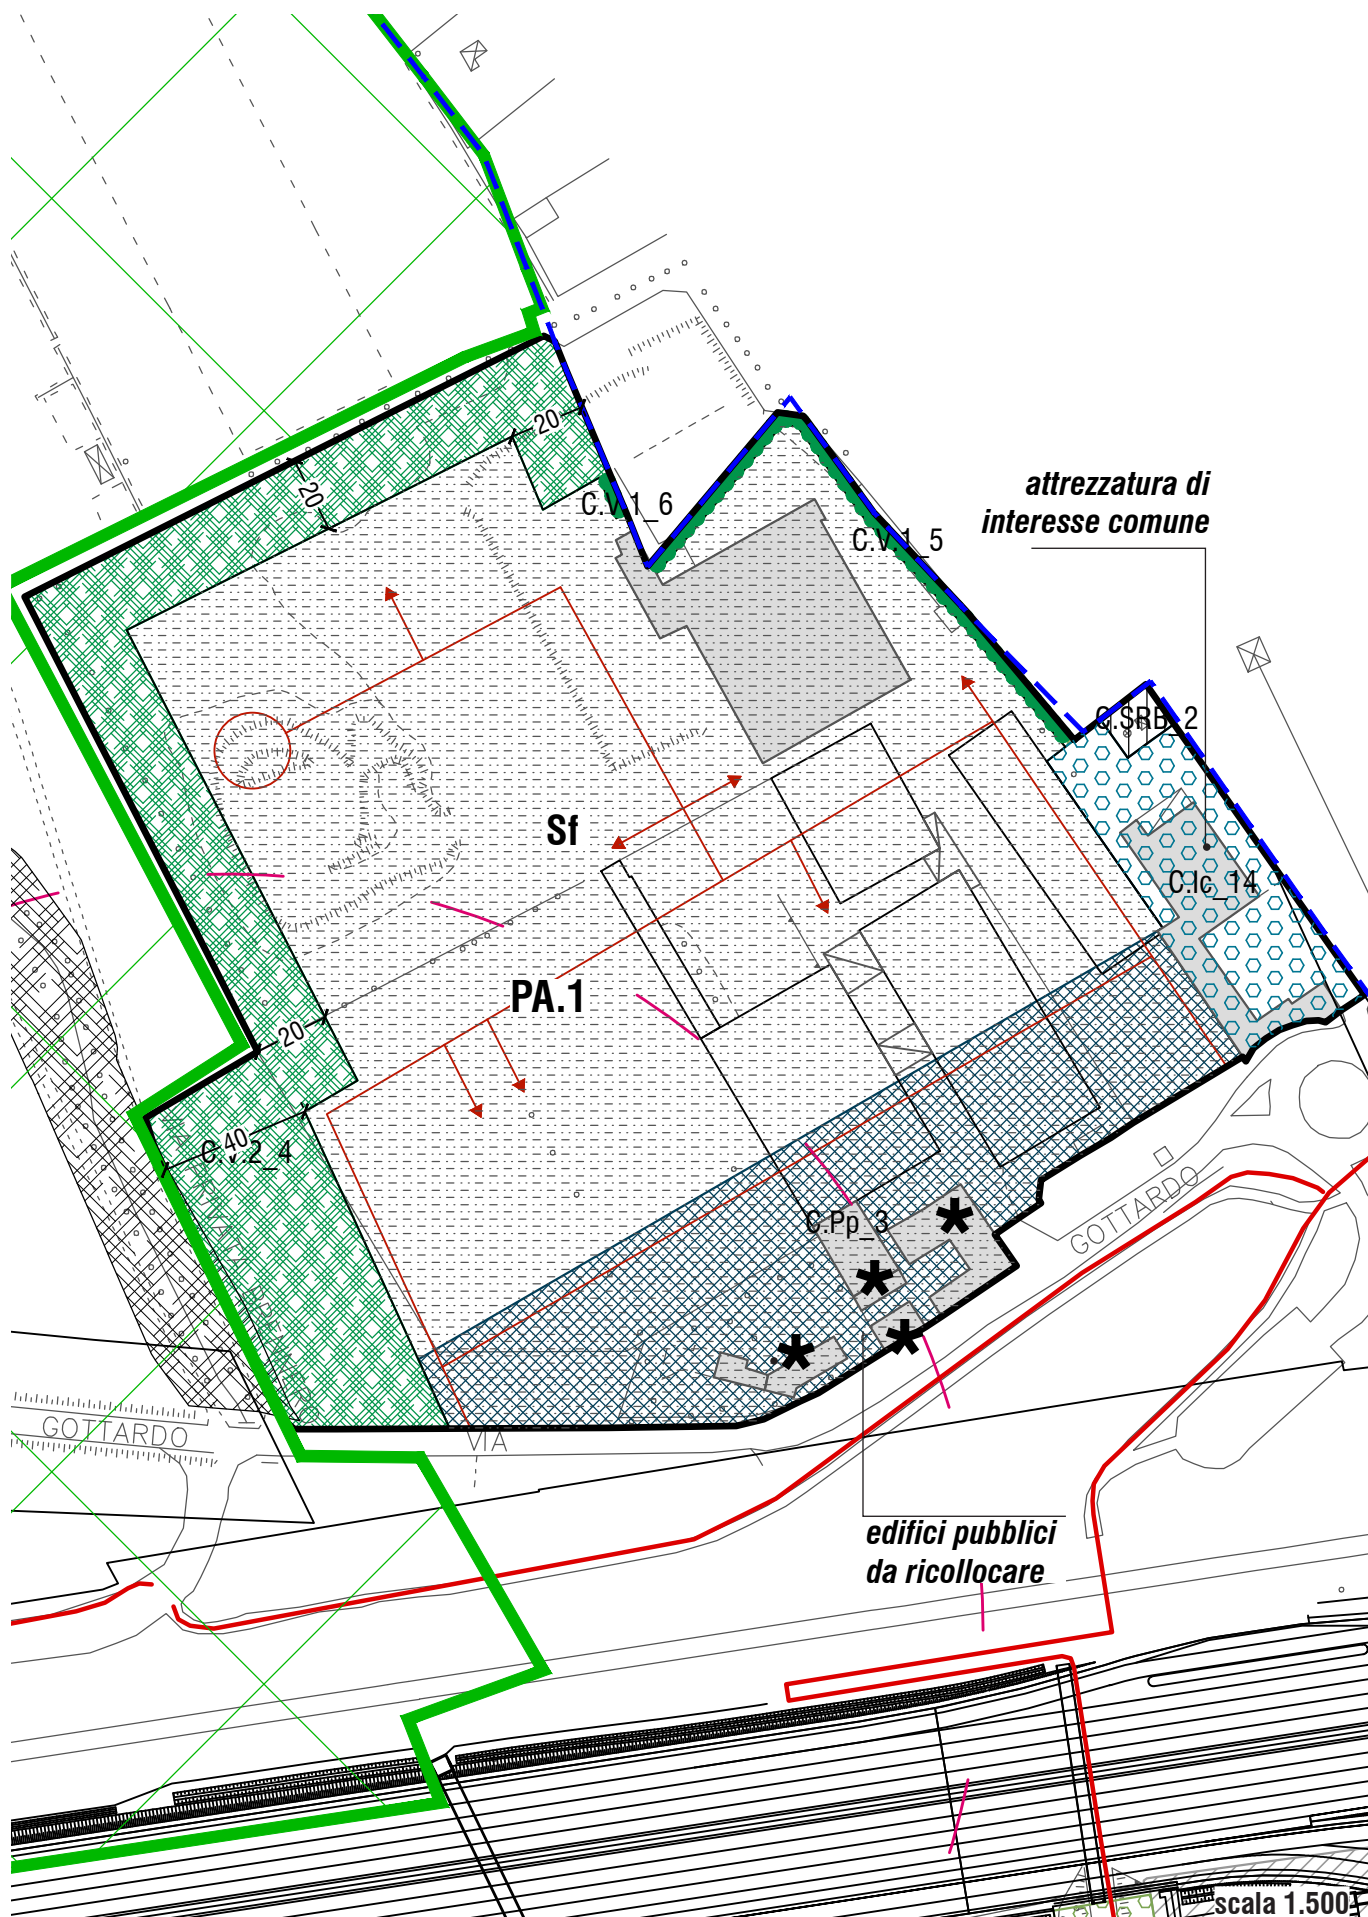 20
20
C.V.1_6
C.V.1_5
attrezzatura di
interesse comune
C.SRB_2
Sf
C.Ic_14
PA.1
20
40
C.V.2_4
C.Pp_3
*
*
*
*
GOTTARDO
GOTTARDO
VIA
edifici pubblici
da ricollocare
scala 1.500